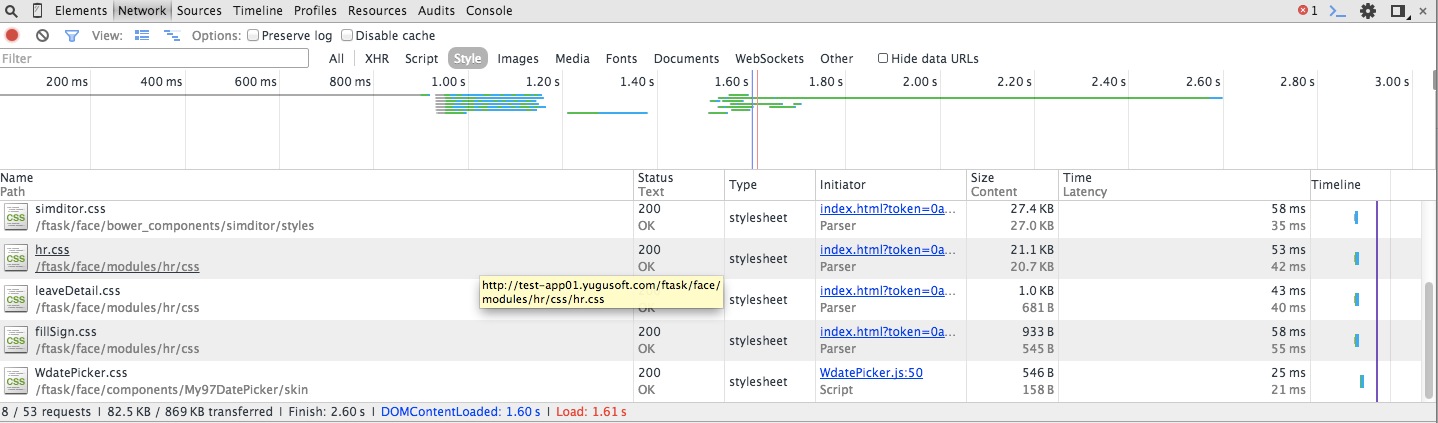 Elements Network Sources Timeline Profiles Resources Audits Console 1
View: Options: Preserve log Disable cache
Filter All XHR Script Style Images Media Fonts Documents WebSockets Other Hide data URLs
200 ms 400 ms 600 ms 800 ms 1.00 s 1.20 s 1.40 s 1.60 s 1.80 s 2.00 s 2.20 s 2.40 s 2.60 s 2.80 s 3.00 s
Name Status Type Initiator Size Time Timeline
Path Text Content Latency
simditor.css 200 stylesheet index.html?token=0a… 27.4 KB 58 ms
CSS /ftask/face/bower_components/simditor/styles OK Parser 27.0 KB 35 ms
hr.css 200 stylesheet index.html?token=0a… 21.1 KB 53 ms
CSS /ftask/face/modules/hr/css OK Parser 20.7 KB 42 ms
http://test-app01.yugusoft.com/ftask/face/
modules/hr/css/hr.css
leaveDetail.css stylesheet index.html?token=0a… 1.0 KB 43 ms
CSS /ftask/face/modules/hr/css OK Parser 681 B 40 ms
fillSign.css 200 stylesheet index.html?token=0a… 933 B 58 ms
CSS /ftask/face/modules/hr/css OK Parser 545 B 55 ms
WdatePicker.css 200 stylesheet WdatePicker.js:50 546 B 25 ms
CSS /ftask/face/components/My97DatePicker/skin OK Script 158 B 21 ms
8 / 53 requests | 82.5 KB / 869 KB transferred | Finish: 2.60 s | DOMContentLoaded: 1.60 s | Load: 1.61 s